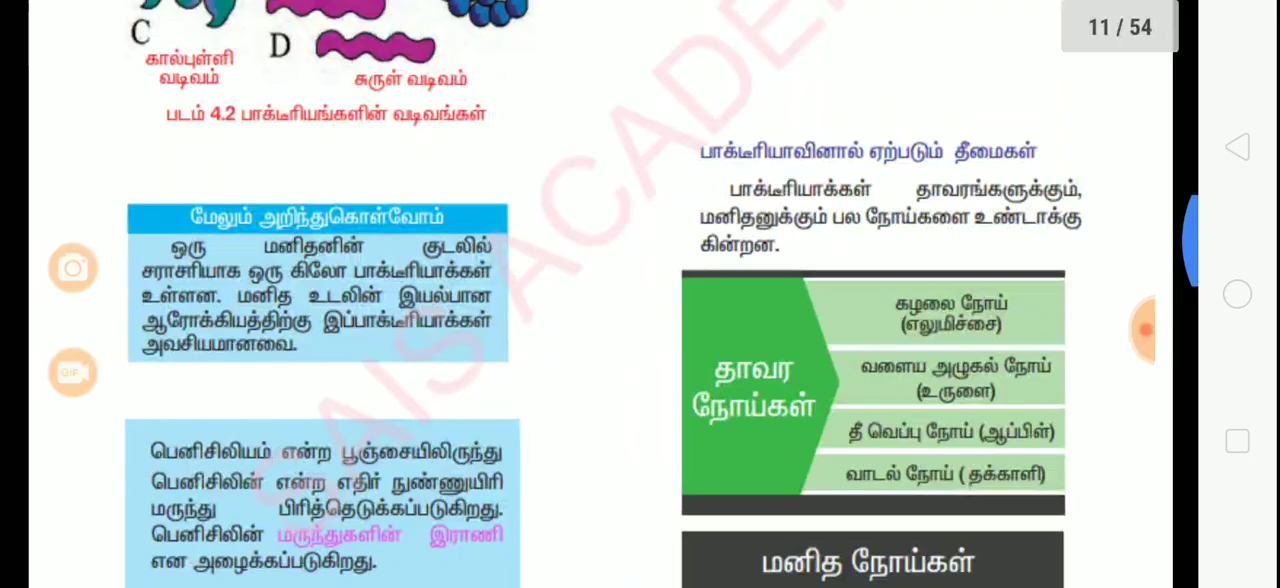 11 / 54
C
கால்புள்ளி
வடிவம்
D
சுருள் வடிவம்
படம் 4.2 பாக்டீரியங்களின் வடிவங்கள்
மேலும் அறிந்துகொள்வோம்
ஒரு மனிதனின் குடலில்
சராசரியாக ஒரு கிலோ பாக்டீரியாக்கள்
உள்ளன. மனித உடலின் இயல்பான
ஆரோக்கியத்திற்கு இப்பாக்டீரியாக்கள்
அவசியமானவை.
பெனிசிலியம் என்ற பூஞ்சையிலிருந்து
பெனிசிலின் என்ற எதிர் நுண்ணுயிரி
மருந்து பிரித்தெடுக்கப்படுகிறது.
பெனிசிலின் மருந்துகளின் இராணி
என அழைக்கப்படுகிறது.
பாக்டீரியாவினால் ஏற்படும் தீமைகள்
பாக்டீரியாக்கள் தாவரங்களுக்கும்,
மனிதனுக்கும் பல நோய்களை உண்டாக்கு
கின்றன.
தாவர
நோய்கள்
கழலை நோய்
(எலுமிச்சை)
வளைய அழுகல் நோய்
(உருளை)
தீ வெப்பு நோய் (ஆப்பிள்)
வாடல் நோய் ( தக்காளி)
மனித நோய்கள்
SAIS ACADEM
GIF